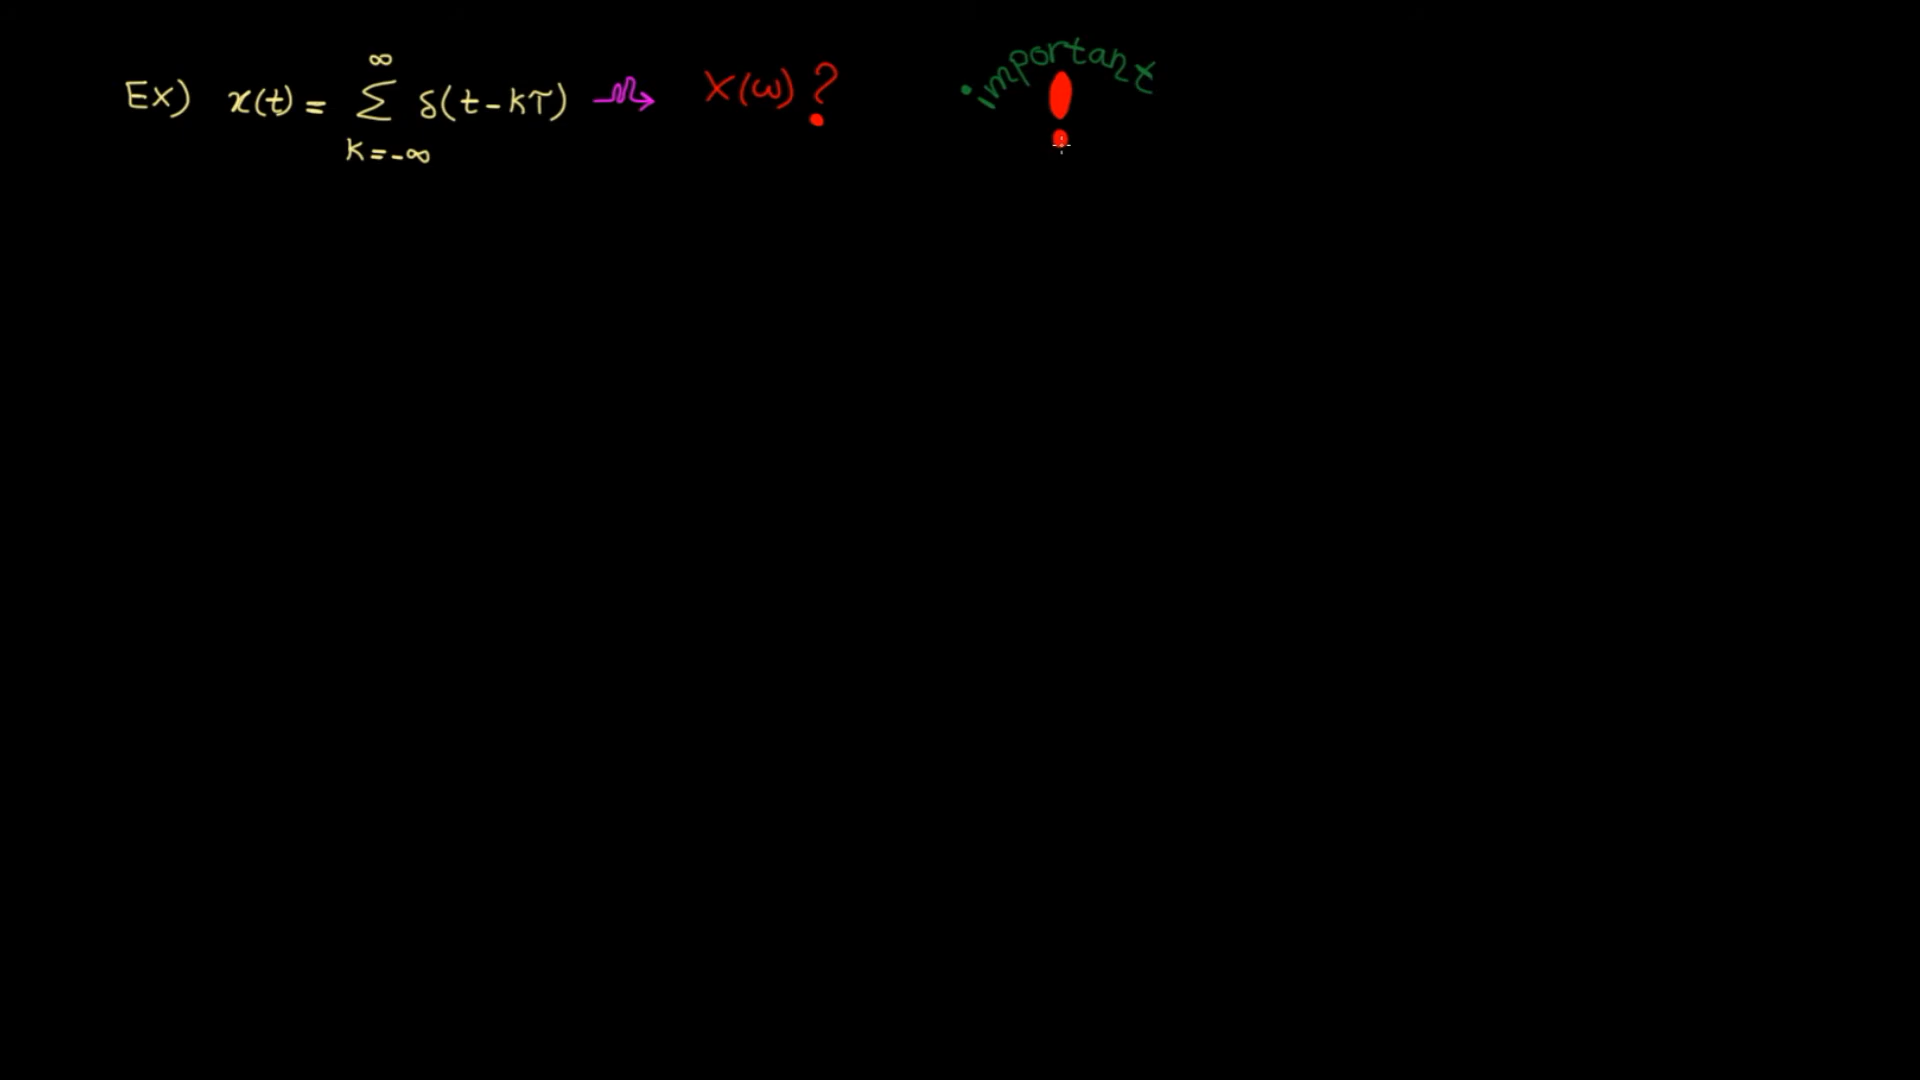 important
Ex) x(t) = ∞ Σ k=-∞ δ(t-kT) → X(ω) ? !